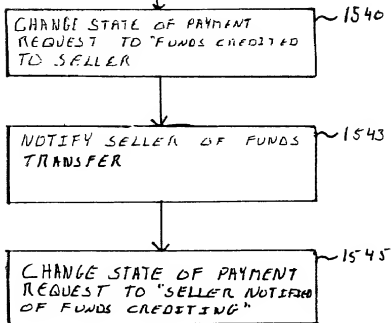 CHANGE STATE OF PAYMENT
REQUEST TO "FUNDS CREDITED
TO SELLER
1540
NOTIFY SELLER OF FUNDS
TRANSFER
1543
CHANGE STATE OF PAYMENT
REQUEST TO "SELLER NOTIFIED
OF FUNDS CREDITING"
1545